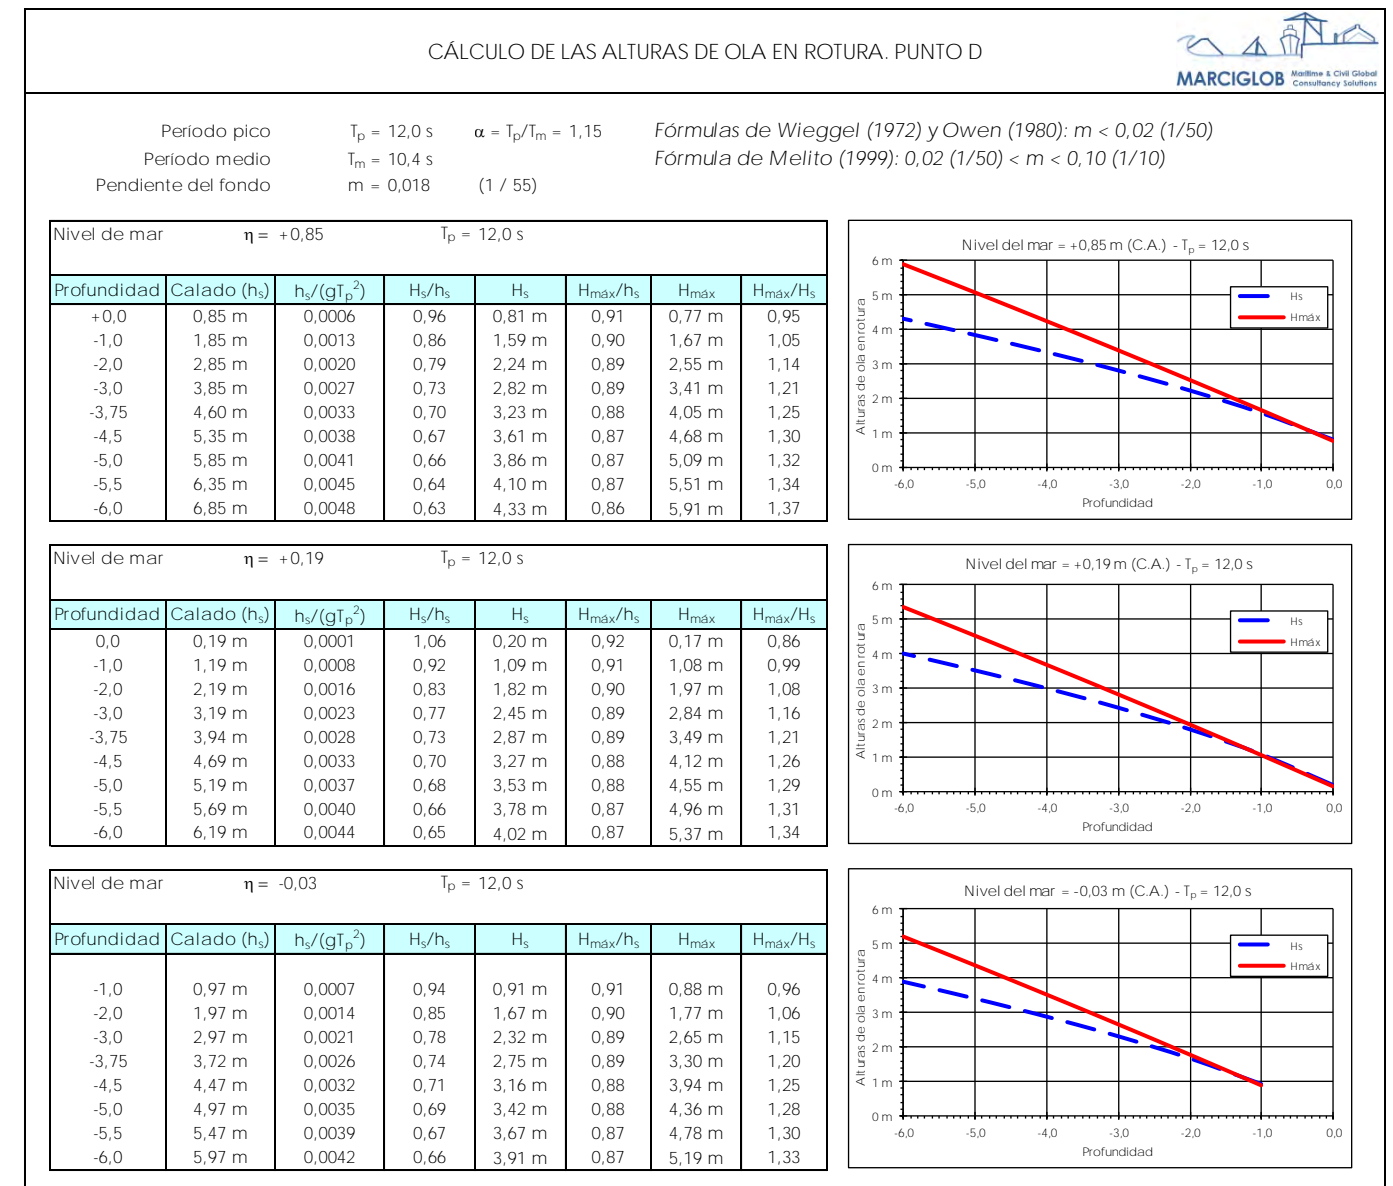 CÁLCULO DE LAS ALTURAS DE OLA EN ROTURA. PUNTO D
MARCIGLOB Maritime & Civil Global Consultancy Solutions
Período pico Tp = 12,0 s α = Tp/Tm = 1,15 Fórmulas de Wieggel (1972) y Owen (1980): m < 0,02 (1/50)
Período medio Tm = 10,4 s Fórmula de Melito (1999): 0,02 (1/50) < m < 0,10 (1/10)
Pendiente del fondo m = 0,018 (1 / 55)
Nivel de mar η = +0,85 Tp = 12,0 s
Profundidad Calado (hs) hs/(gTp²) Hs/hs Hs Hmáx/hs Hmáx Hmáx/Hs
+0,0 0,85 m 0,0006 0,96 0,81 m 0,91 0,77 m 0,95
-1,0 1,85 m 0,0013 0,86 1,59 m 0,90 1,67 m 1,05
-2,0 2,85 m 0,0020 0,79 2,24 m 0,89 2,55 m 1,14
-3,0 3,85 m 0,0027 0,73 2,82 m 0,89 3,41 m 1,21
-3,75 4,60 m 0,0033 0,70 3,23 m 0,88 4,05 m 1,25
-4,5 5,35 m 0,0038 0,67 3,61 m 0,87 4,68 m 1,30
-5,0 5,85 m 0,0041 0,66 3,86 m 0,87 5,09 m 1,32
-5,5 6,35 m 0,0045 0,64 4,10 m 0,87 5,51 m 1,34
-6,0 6,85 m 0,0048 0,63 4,33 m 0,86 5,91 m 1,37
Nivel del mar = +0,85 m (C.A.) - Tp = 12,0 s
6 m
5 m
4 m
3 m
2 m
1 m
0 m
Alturas de ola en rotura
Hs
Hmáx
-6,0 -5,0 -4,0 -3,0 -2,0 -1,0 0,0
Profundidad
Nivel de mar η = +0,19 Tp = 12,0 s
Profundidad Calado (hs) hs/(gTp²) Hs/hs Hs Hmáx/hs Hmáx Hmáx/Hs
0,0 0,19 m 0,0001 1,06 0,20 m 0,92 0,17 m 0,86
-1,0 1,19 m 0,0008 0,92 1,09 m 0,91 1,08 m 0,99
-2,0 2,19 m 0,0016 0,83 1,82 m 0,90 1,97 m 1,08
-3,0 3,19 m 0,0023 0,77 2,45 m 0,89 2,84 m 1,16
-3,75 3,94 m 0,0028 0,73 2,87 m 0,89 3,49 m 1,21
-4,5 4,69 m 0,0033 0,70 3,27 m 0,88 4,12 m 1,26
-5,0 5,19 m 0,0037 0,68 3,53 m 0,88 4,55 m 1,29
-5,5 5,69 m 0,0040 0,66 3,78 m 0,87 4,96 m 1,31
-6,0 6,19 m 0,0044 0,65 4,02 m 0,87 5,37 m 1,34
Nivel del mar = +0,19 m (C.A.) - Tp = 12,0 s
6 m
5 m
4 m
3 m
2 m
1 m
0 m
Alturas de ola en rotura
Hs
Hmáx
-6,0 -5,0 -4,0 -3,0 -2,0 -1,0 0,0
Profundidad
Nivel de mar η = -0,03 Tp = 12,0 s
Profundidad Calado (hs) hs/(gTp²) Hs/hs Hs Hmáx/hs Hmáx Hmáx/Hs
-1,0 0,97 m 0,0007 0,94 0,91 m 0,91 0,88 m 0,96
-2,0 1,97 m 0,0014 0,85 1,67 m 0,90 1,77 m 1,06
-3,0 2,97 m 0,0021 0,78 2,32 m 0,89 2,65 m 1,15
-3,75 3,72 m 0,0026 0,74 2,75 m 0,89 3,30 m 1,20
-4,5 4,47 m 0,0032 0,71 3,16 m 0,88 3,94 m 1,25
-5,0 4,97 m 0,0035 0,69 3,42 m 0,88 4,36 m 1,28
-5,5 5,47 m 0,0039 0,67 3,67 m 0,87 4,78 m 1,30
-6,0 5,97 m 0,0042 0,66 3,91 m 0,87 5,19 m 1,33
Nivel del mar = -0,03 m (C.A.) - Tp = 12,0 s
6 m
5 m
4 m
3 m
2 m
1 m
0 m
Alturas de ola en rotura
Hs
Hmáx
-6,0 -5,0 -4,0 -3,0 -2,0 -1,0 0,0
Profundidad